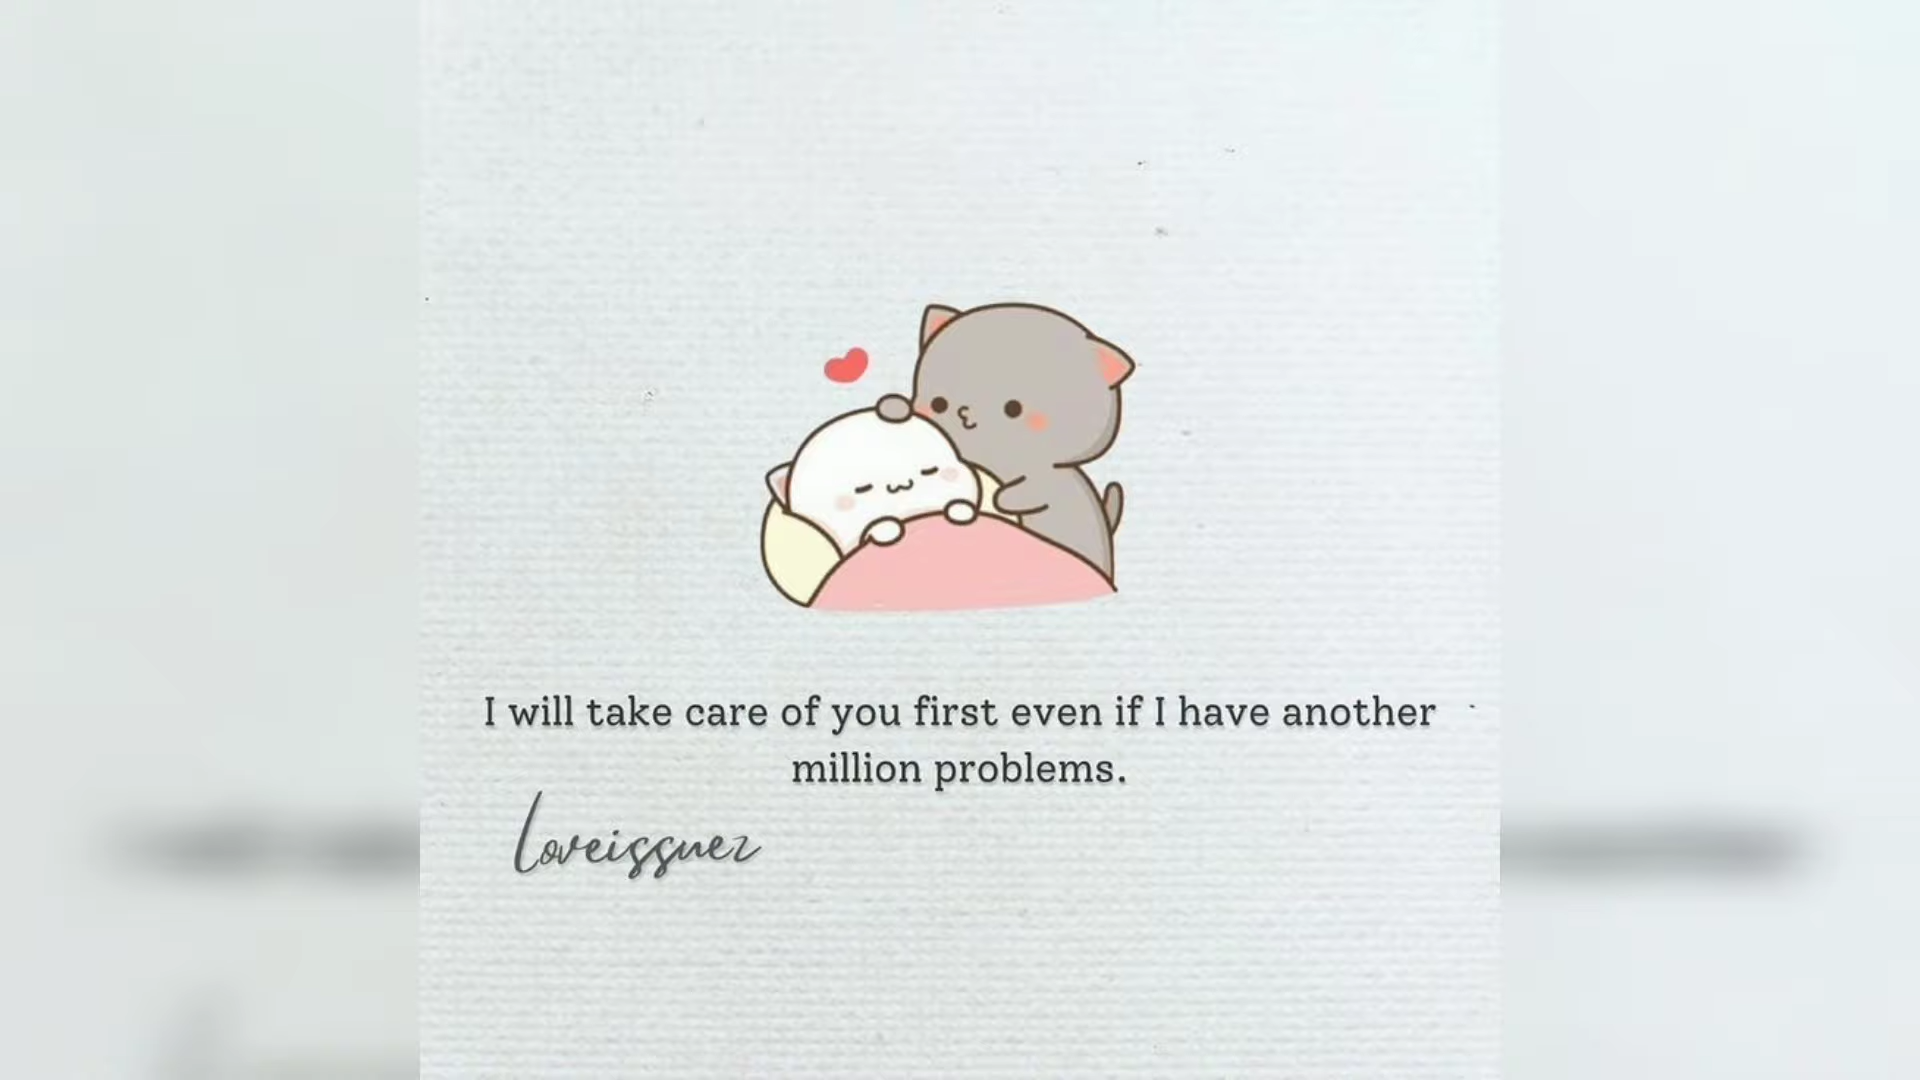 I will take care of you first even if I have another
million problems.
Loveissuez